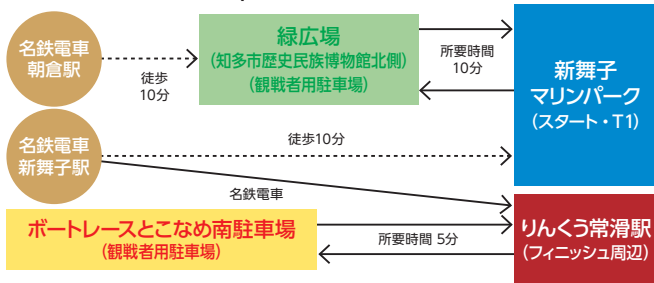 名鉄電車
朝倉駅
徒歩
10分
緑広場
(知多市歴史民族博物館北側)
(観戦者用駐車場)
所要時間
10分
新舞子
マリンパーク
(スタート・T1)
名鉄電車
新舞子駅
徒歩10分
名鉄電車
ボートレースとこなめ南駐車場
(観戦者用駐車場)
所要時間 5分
りんくう常滑駅
(フィニッシュ周辺)